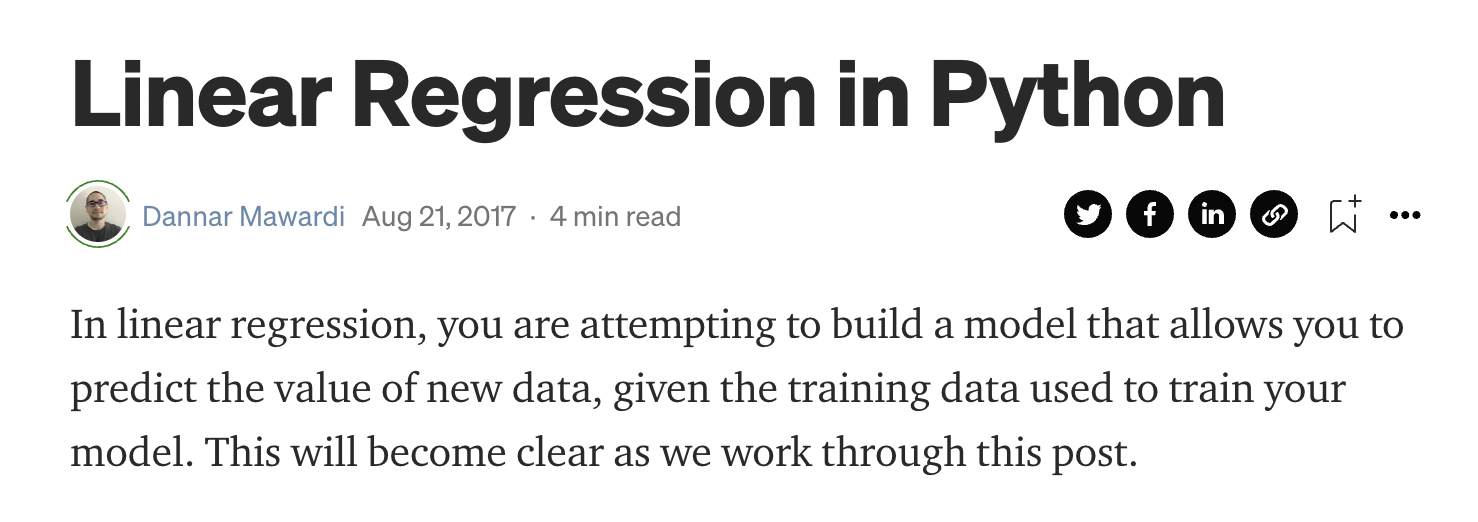 Linear Regression in Python
Dannar Mawardi Aug 21, 2017 · 4 min read
In linear regression, you are attempting to build a model that allows you to
predict the value of new data, given the training data used to train your
model. This will become clear as we work through this post.